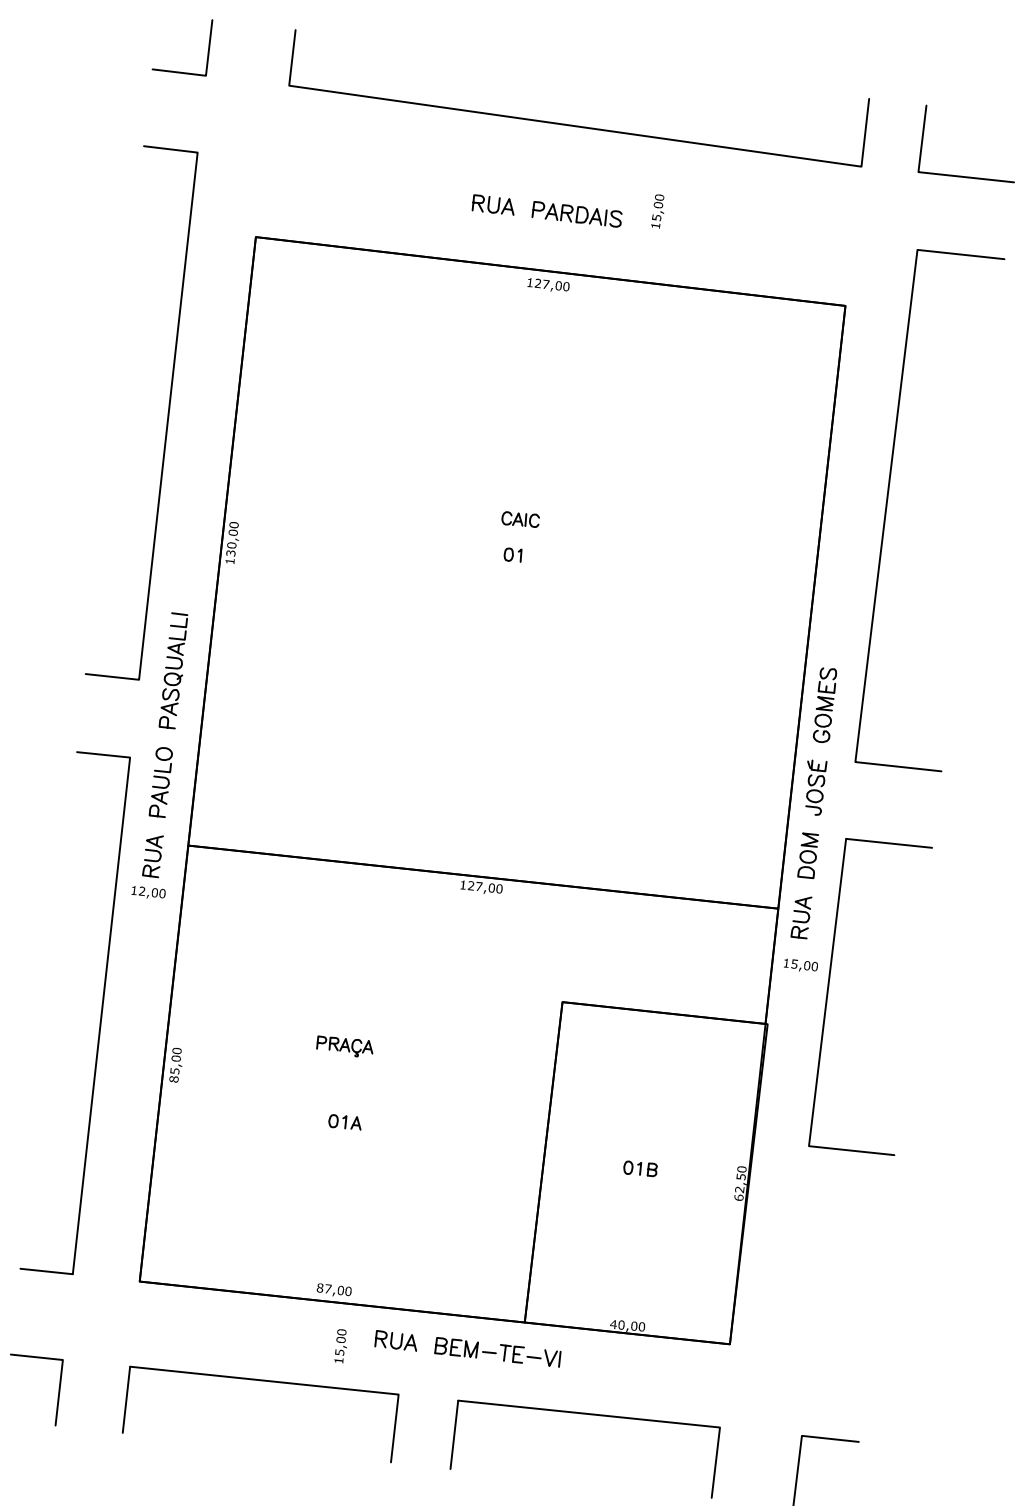 RUA PARDAIS
15,00
127,00
CAIC
01
130,00
RUA PAULO PASQUALLI
12,00
RUA DOM JOSÉ GOMES
15,00
127,00
PRAÇA
01A
85,00
01B
62,50
87,00
40,00
15,00
RUA BEM-TE-VI